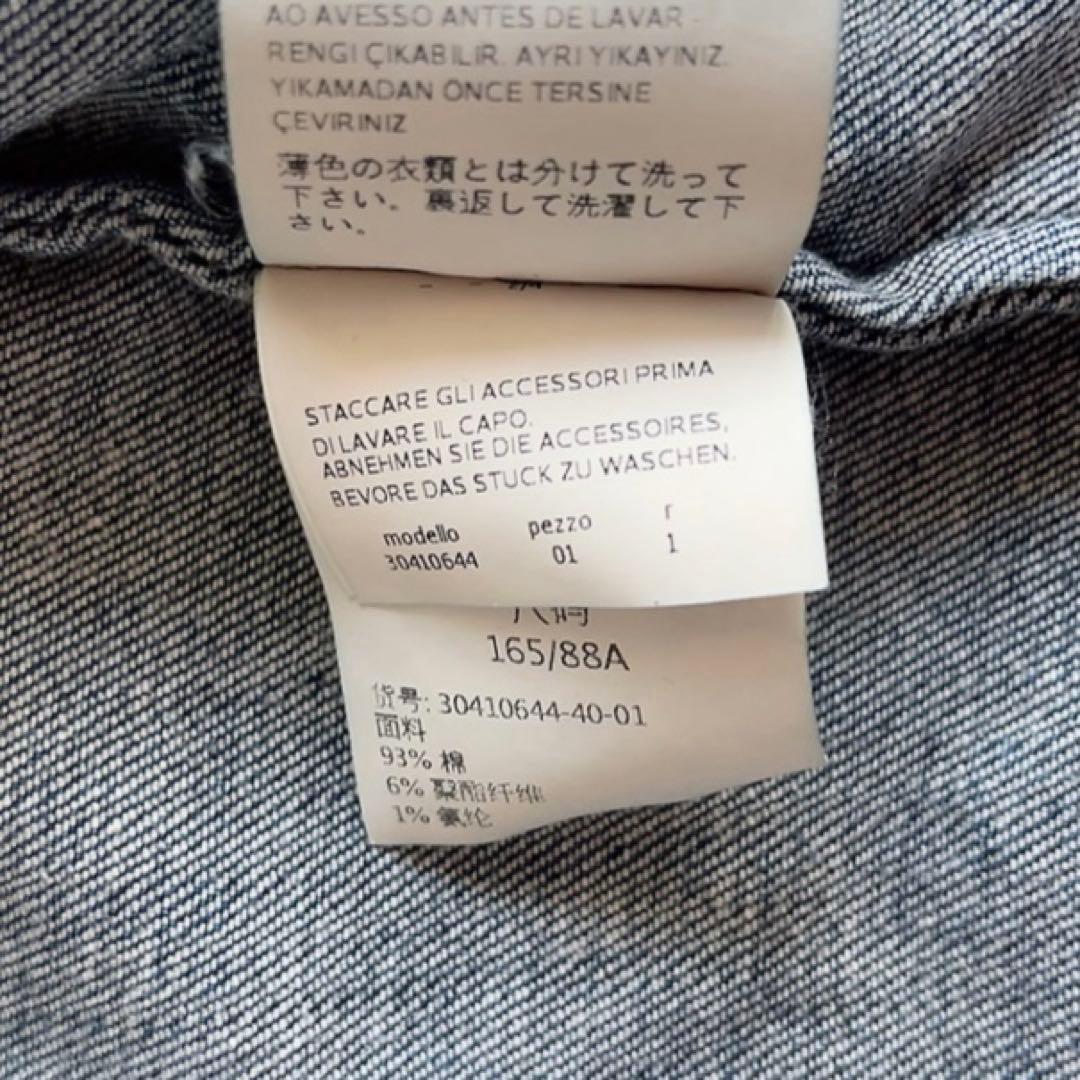 AO AVESSO ANTES DE LAVAR -
RENGİ ÇIKABILIR. AYRI YIKAYINIZ.
YIKAMADAN ÖNCE TERSINE
ÇEVIRINIZ
薄色の衣類とは分けて洗って
下さい。裏返して洗濯して下
さい。
STACCARE GLI ACCESSORI PRIMA
DI LAVARE IL CAPO.
ABNEHMEN SIE DIE ACCESSOIRES,
BEVORE DAS STUCK ZU WASCHEN.
modello pezzo r
30410644 01 1
尺码
165/88A
货号: 30410644-40-01
面料
93% 棉
6% 聚酯纤维
1% 氨纶